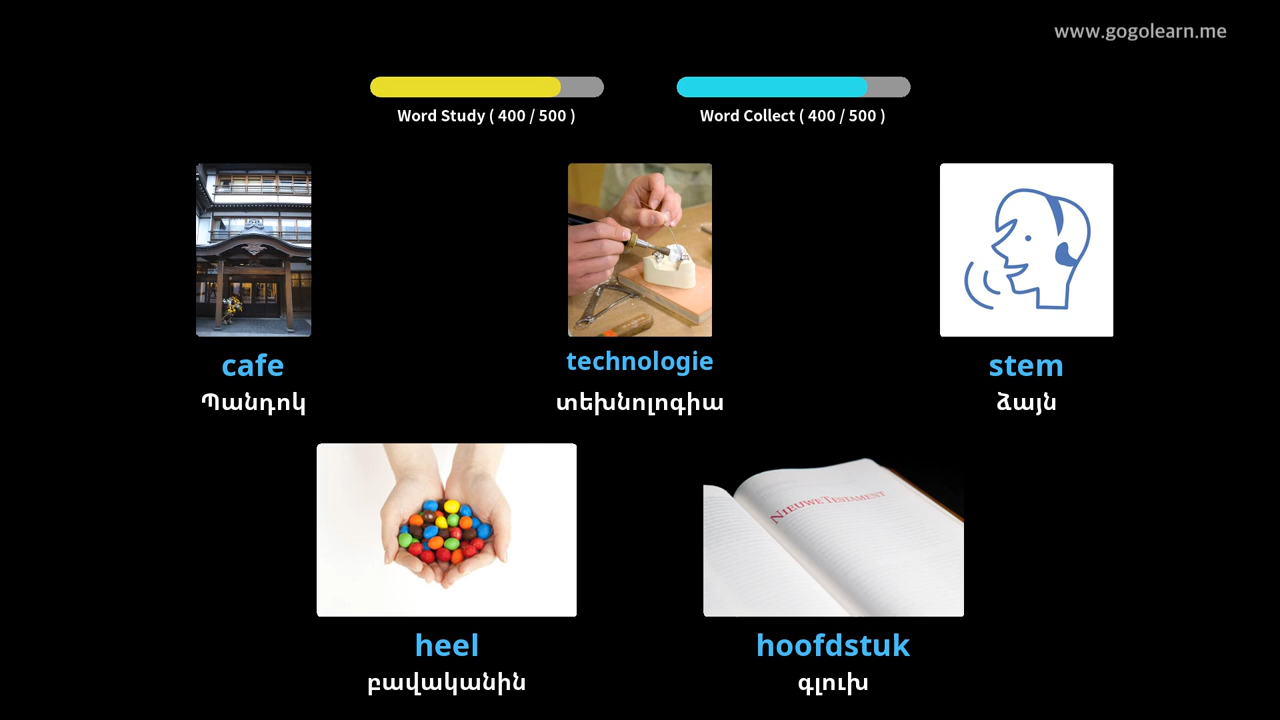 www.gogolearn.me
Word Study ( 400 / 500 )
Word Collect ( 400 / 500 )
cafe
Պանդոկ
technologie
տեխնոլոգիա
stem
ձայն
NIEUWE TESTAMENT
heel
բավականին
hoofdstuk
գլուխ